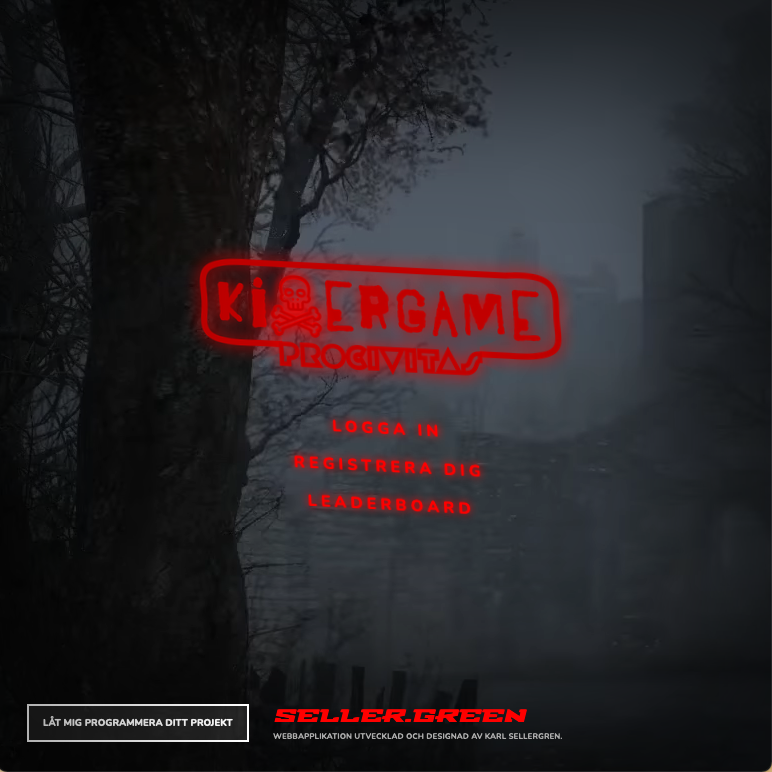 KiERGAME
PROCIVITAS
LOGGA IN
REGISTRERA DIG
LEADERBOARD
LÅT MIG PROGRAMMERA DITT PROJEKT
SELLER.GREEN
WEBBAPPLIKATION UTVECKLAD OCH DESIGNAD AV KARL SELLERGREN.